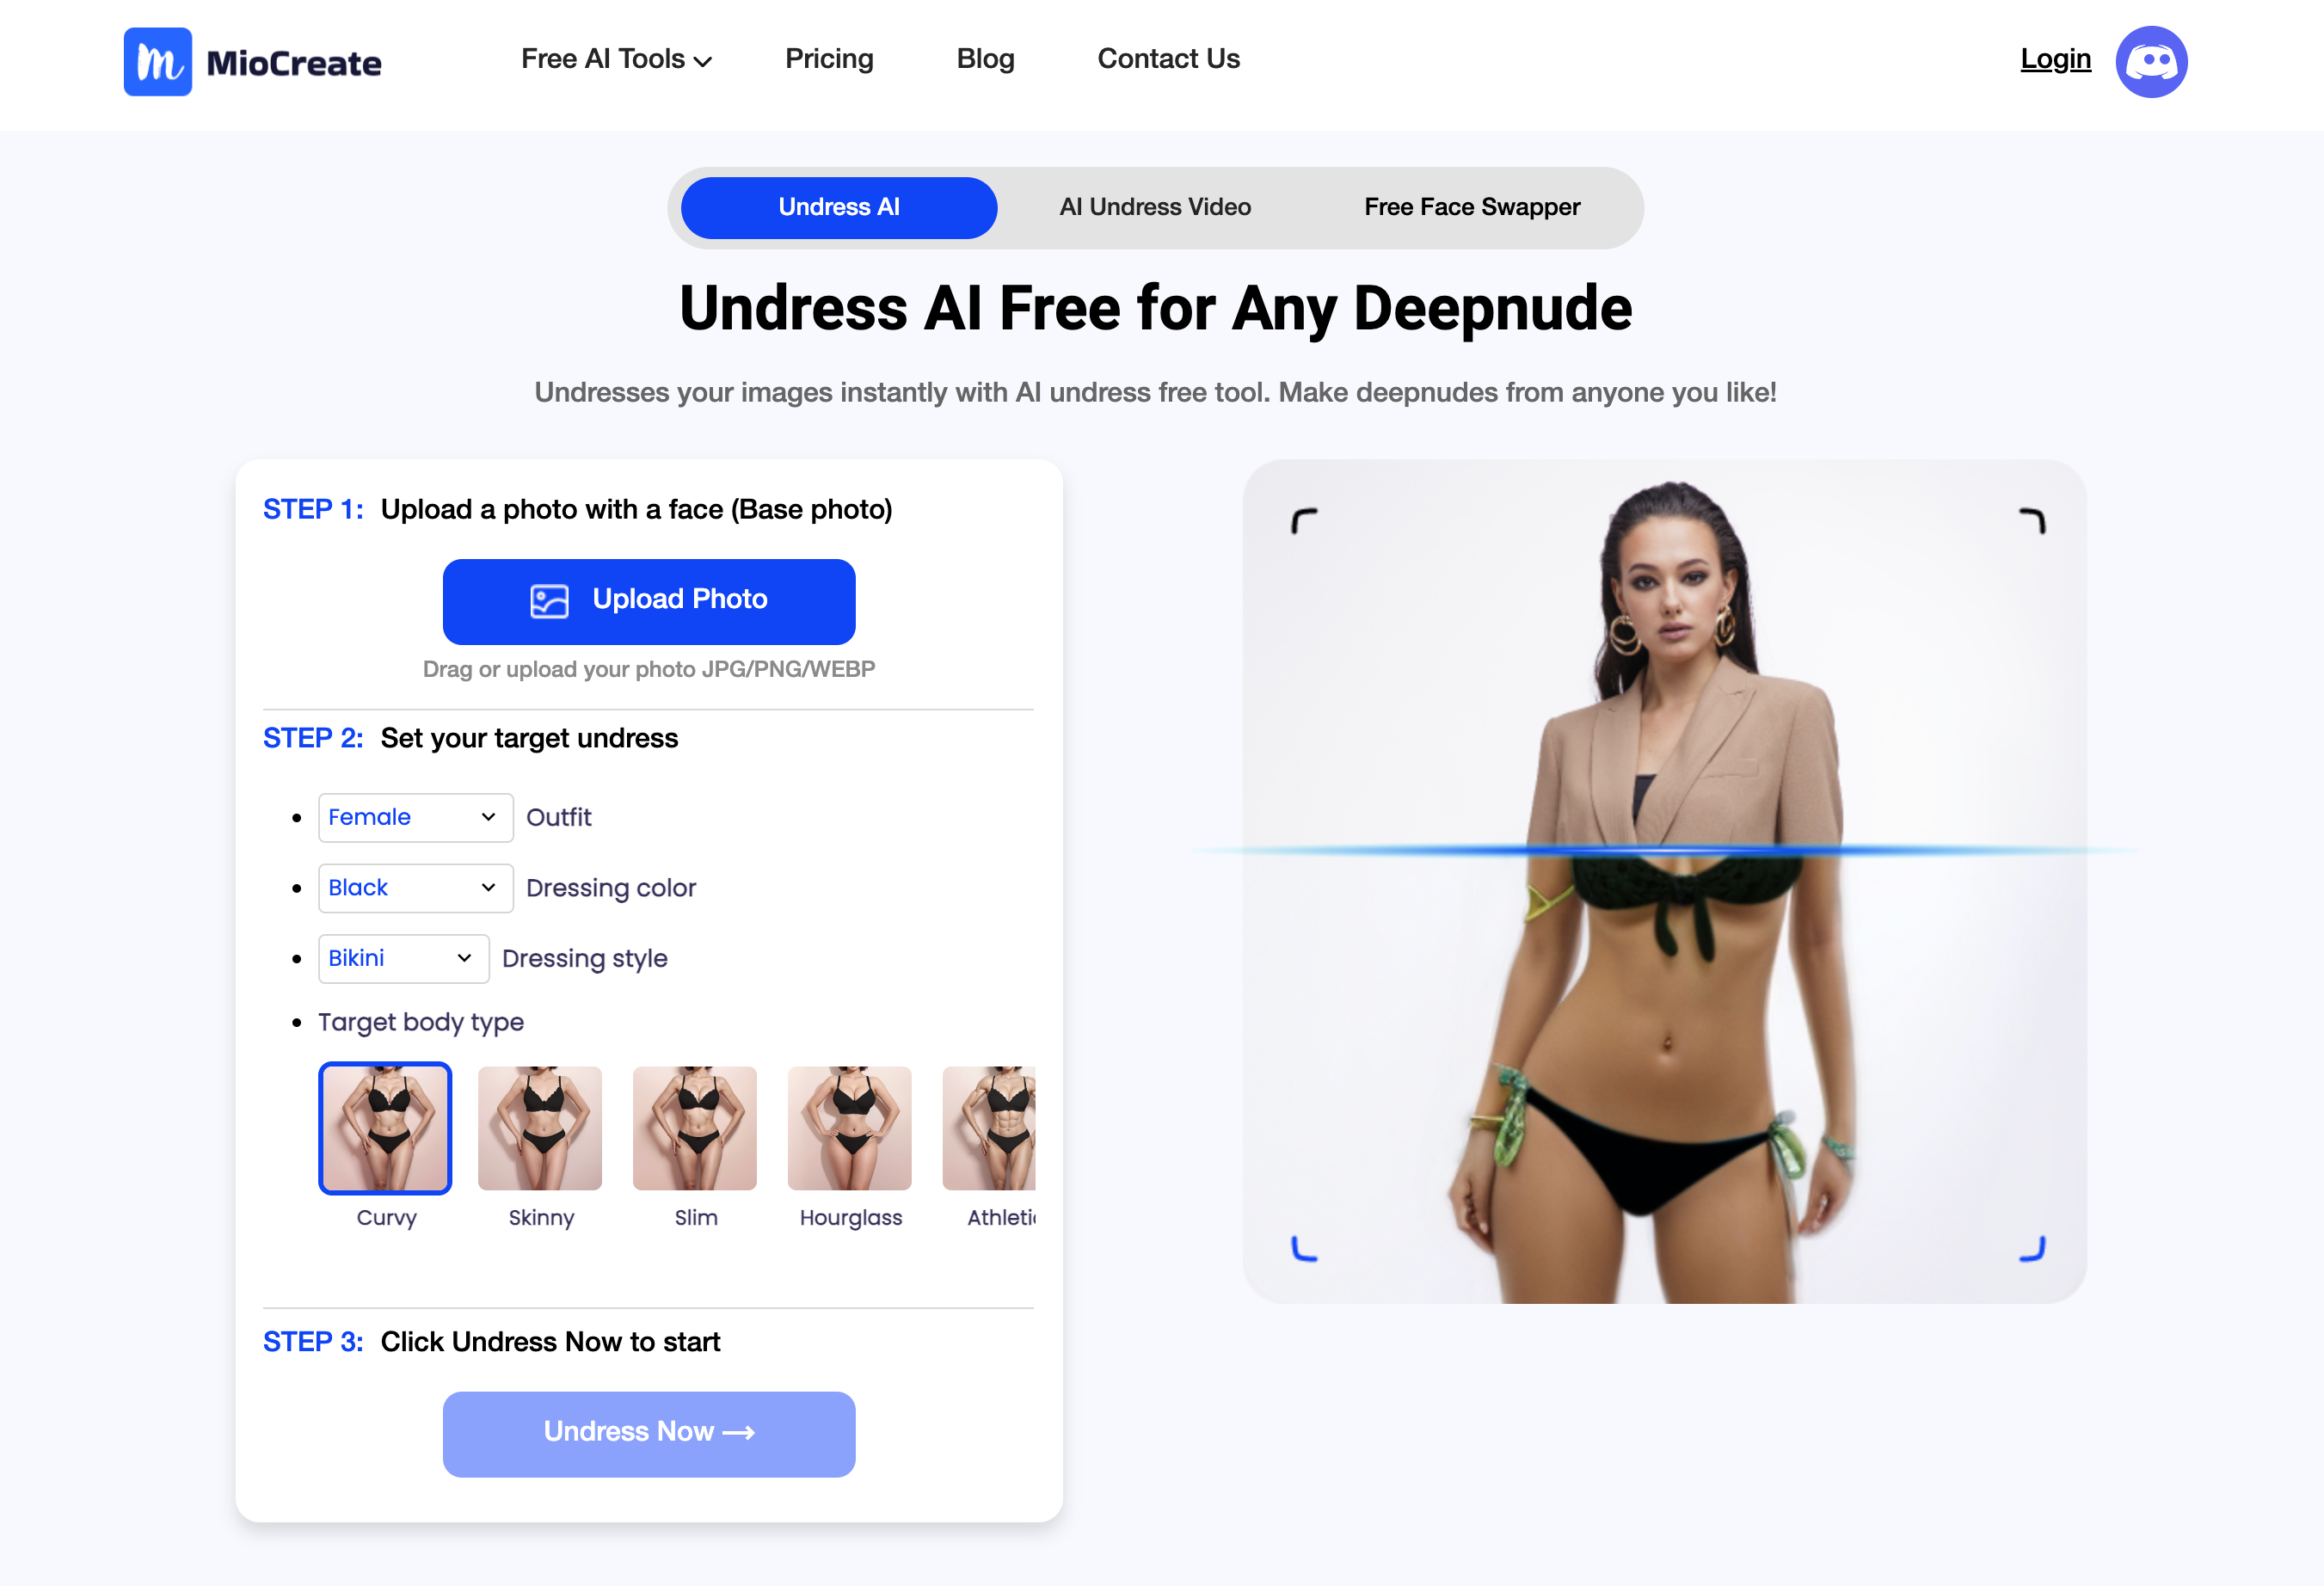 m MioCreate
Free AI Tools
Pricing
Blog
Contact Us
Login
Undress AI
AI Undress Video
Free Face Swapper
Undress AI Free for Any Deepnude
Undresses your images instantly with AI undress free tool. Make deepnudes from anyone you like!
STEP 1: Upload a photo with a face (Base photo)
Upload Photo
Drag or upload your photo JPG/PNG/WEBP
STEP 2: Set your target undress
Female Outfit
Black Dressing color
Bikini Dressing style
Target body type
Curvy
Skinny
Slim
Hourglass
Athletic
STEP 3: Click Undress Now to start
Undress Now →